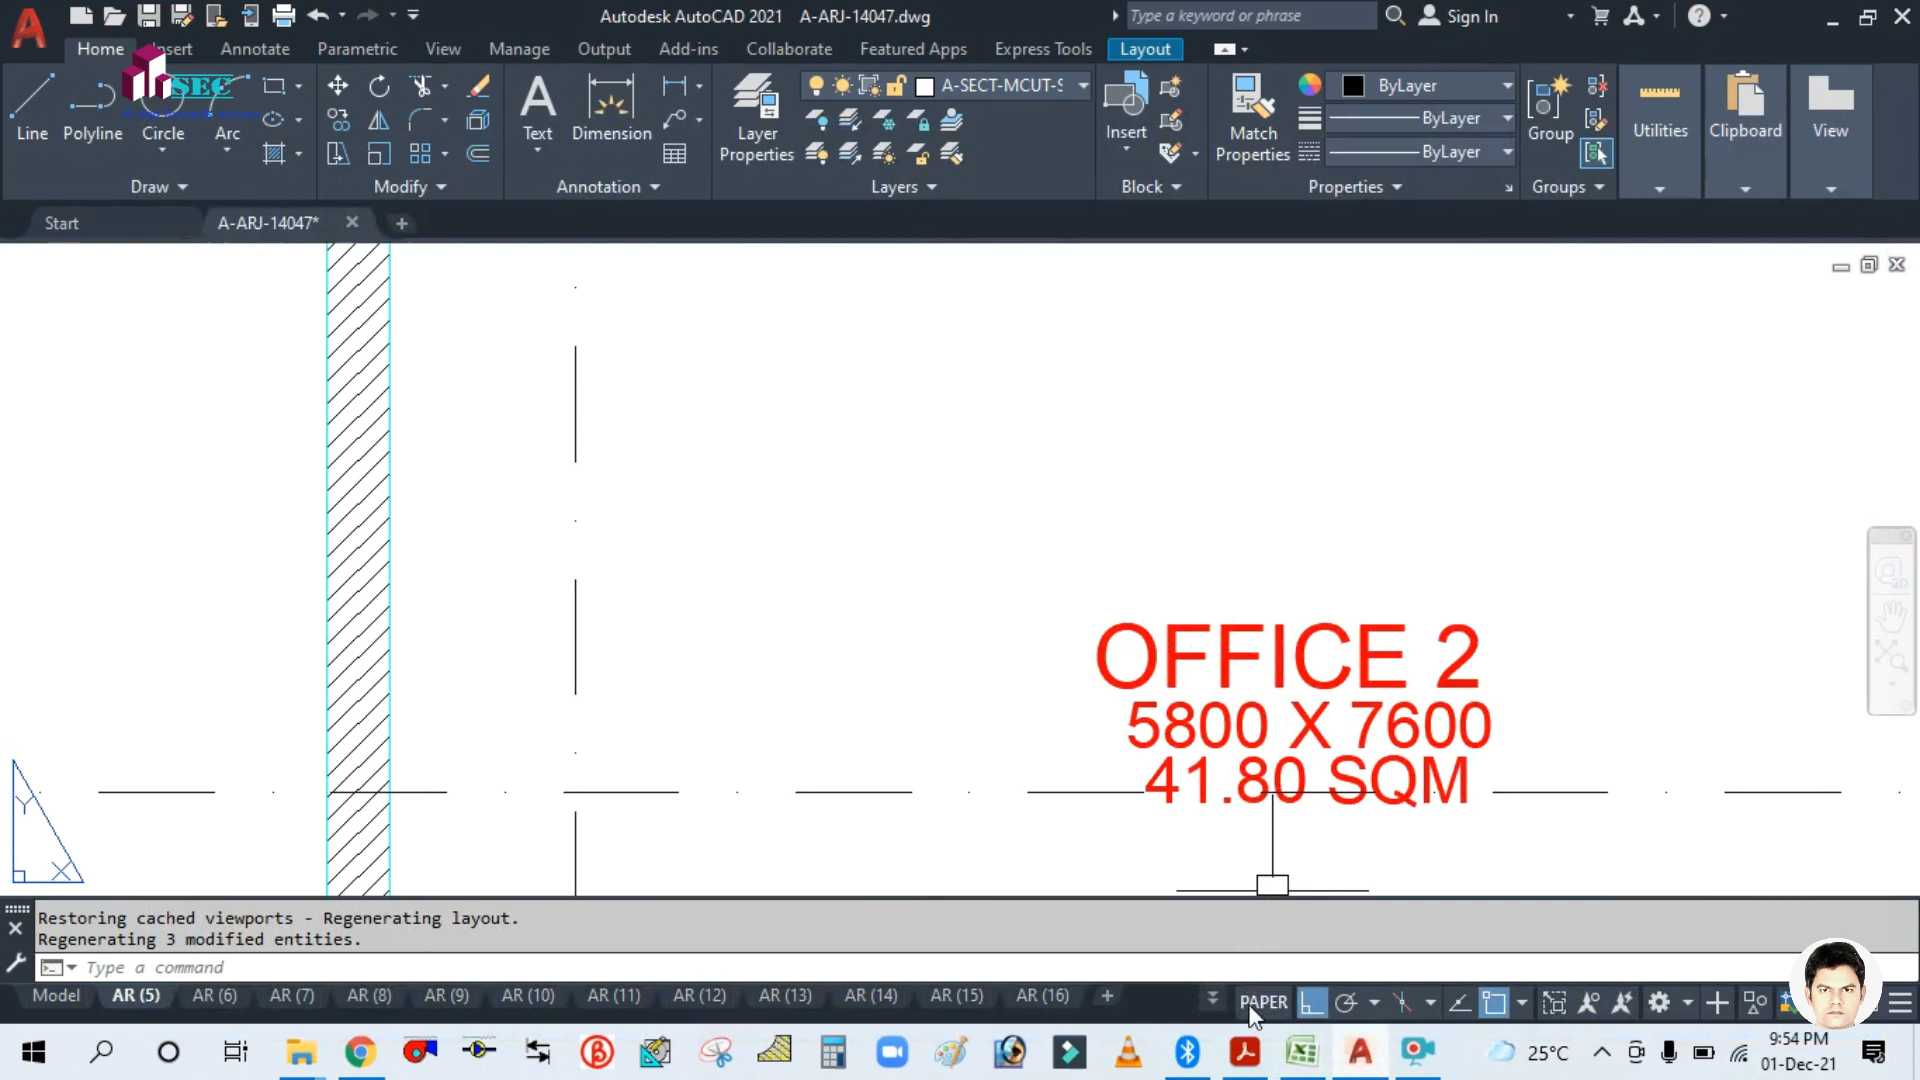 Autodesk AutoCAD 2021 A-ARJ-14047.dwg
Type a keyword or phrase
Sign In
Home
Insert
Annotate
Parametric
View
Manage
Output
Add-ins
Collaborate
Featured Apps
Express Tools
Layout
SEC
Line
Polyline
Circle
Arc
Draw
Modify
Text
Dimension
Annotation
Layer Properties
A-SECT-MCUT-S
Layers
Insert
Block
Match Properties
ByLayer
ByLayer
ByLayer
Properties
Group
Groups
Utilities
Clipboard
View
Start
A-ARJ-14047*
OFFICE 2
5800 X 7600
41.80 SQM
Y
X
Restoring cached viewports - Regenerating layout.
Regenerating 3 modified entities.
Type a command
Model
AR (5)
AR (6)
AR (7)
AR (8)
AR (9)
AR (10)
AR (11)
AR (12)
AR (13)
AR (14)
AR (15)
AR (16)
PAPER
25°C
9:54 PM
01-Dec-21